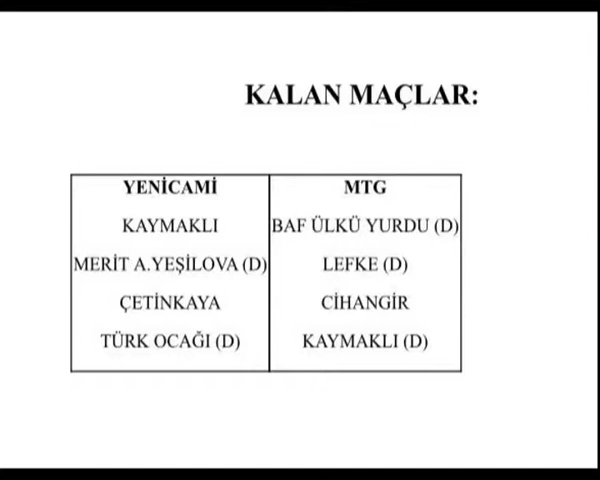 KALAN MAÇLAR:
YENİCAMİ MTG
KAYMAKLI BAF ÜLKÜ YURDU (D)
MERİT A.YEŞİLOVA (D) LEFKE (D)
ÇETİNKAYA CİHANGİR
TÜRK OCAĞI (D) KAYMAKLI (D)